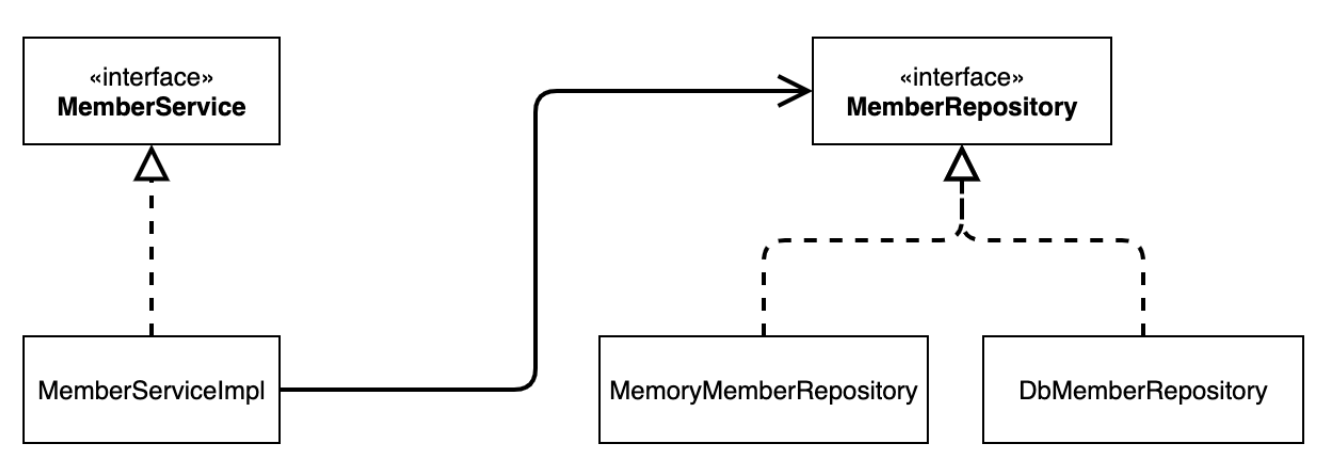 «interface»
MemberService
«interface»
MemberRepository
MemberServiceImpl
MemoryMemberRepository
DbMemberRepository